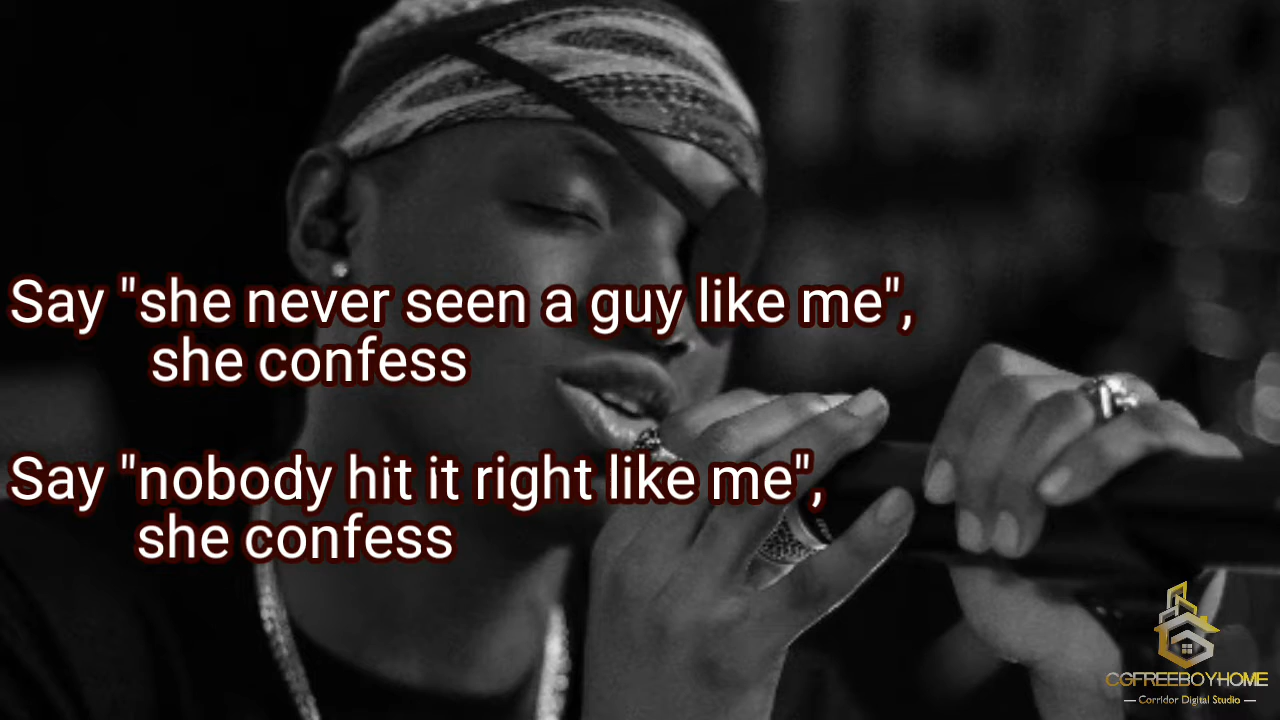 Say "she never seen a guy like me",
she confess
Say "nobody hit it right like me",
she confess
CGFREEBOYHOME
— Corridor Digital Studio —